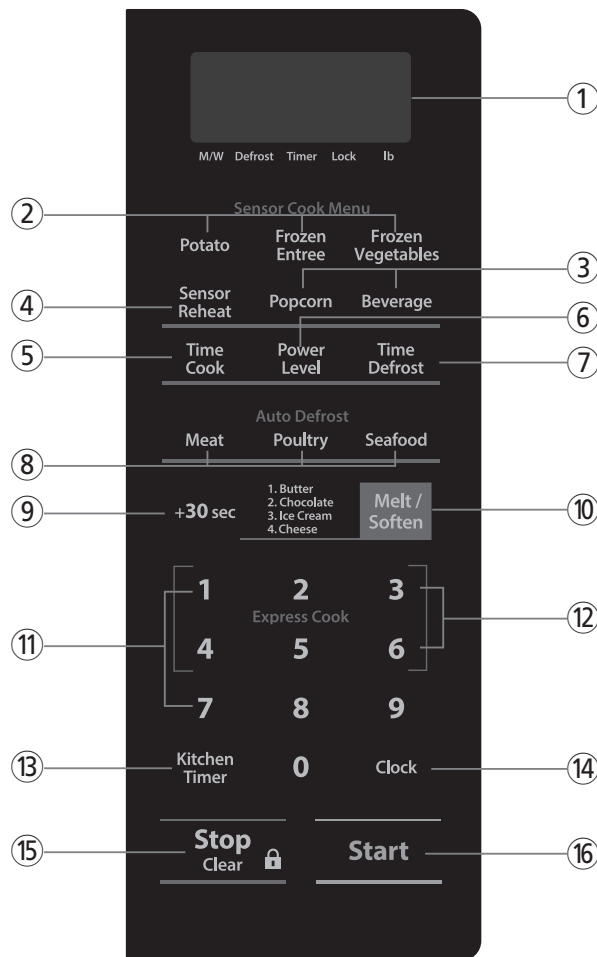 ①
M/W Defrost Timer Lock lb
Sensor Cook Menu
②
Potato
Frozen
Entree
Frozen
Vegetables
③
④
Sensor
Reheat
Popcorn
Beverage
⑥
⑤
Time
Cook
Power
Level
Time
Defrost
⑦
Auto Defrost
Meat Poultry Seafood
⑧
⑨
+30 sec
1. Butter
2. Chocolate
3. Ice Cream
4. Cheese
Melt /
Soften
⑩
1 2 3
⑪
Express Cook
⑫
4 5 6
7 8 9
⑬
Kitchen
Timer
0
Clock
⑭
⑮
Stop
Clear
Start
⑯